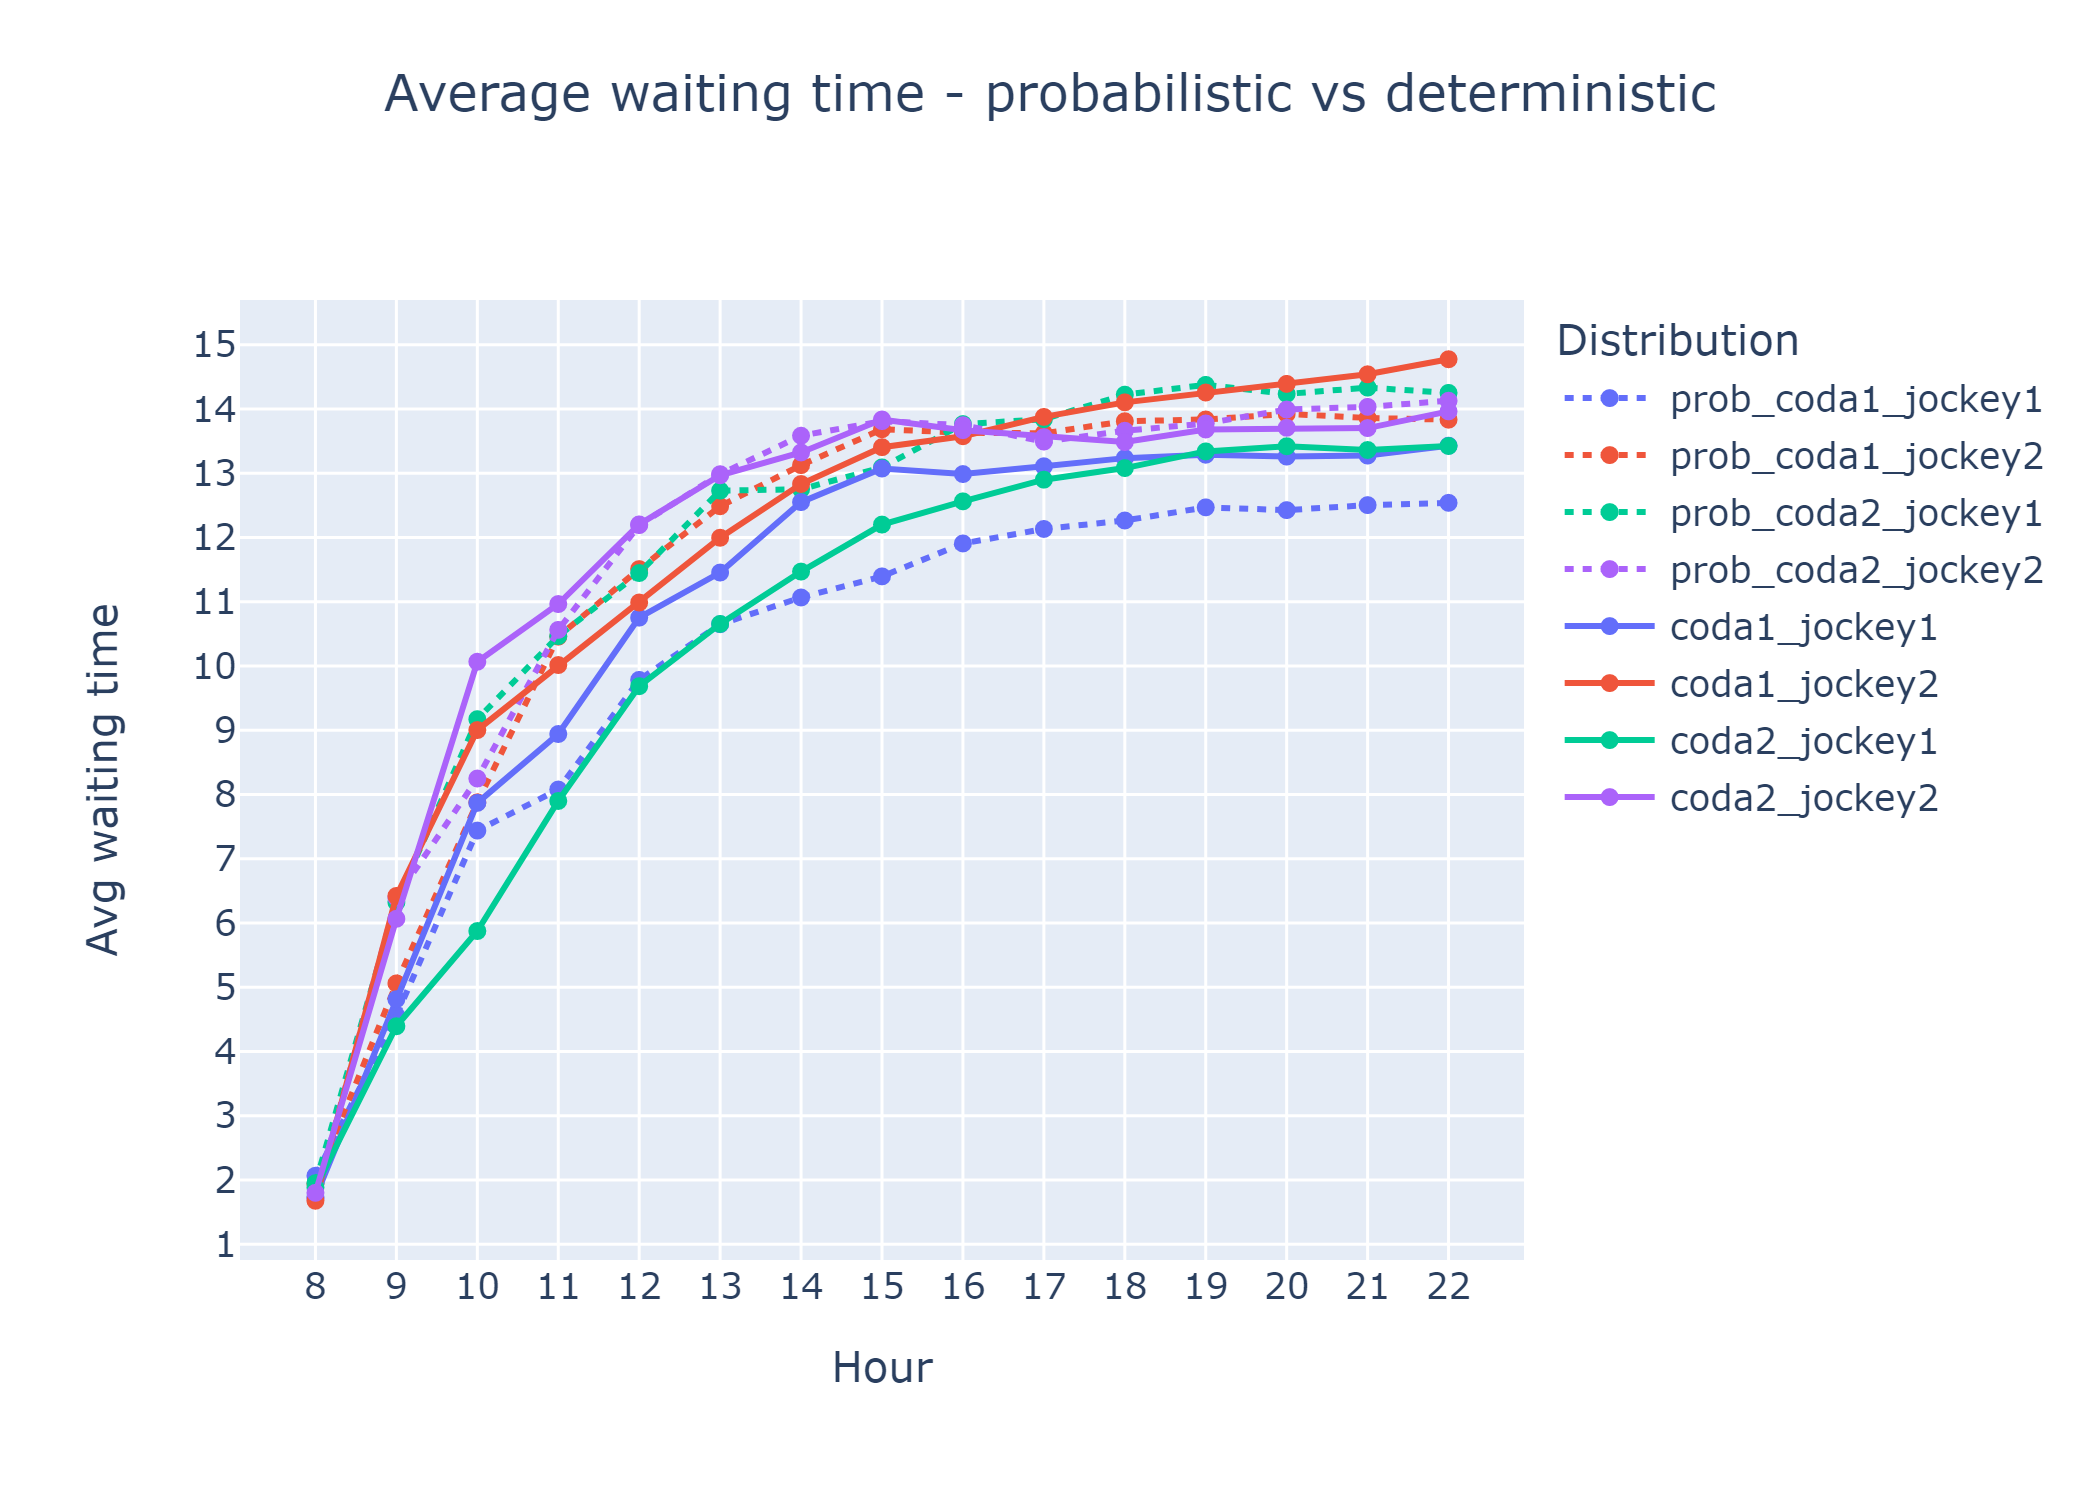 Average waiting time - probabilistic vs deterministic
15
14
13
12
11
10
9
8
7
6
5
4
3
2
1
Avg waiting time
8 9 10 11 12 13 14 15 16 17 18 19 20 21 22
Hour
Distribution
prob_coda1_jockey1
prob_coda1_jockey2
prob_coda2_jockey1
prob_coda2_jockey2
coda1_jockey1
coda1_jockey2
coda2_jockey1
coda2_jockey2